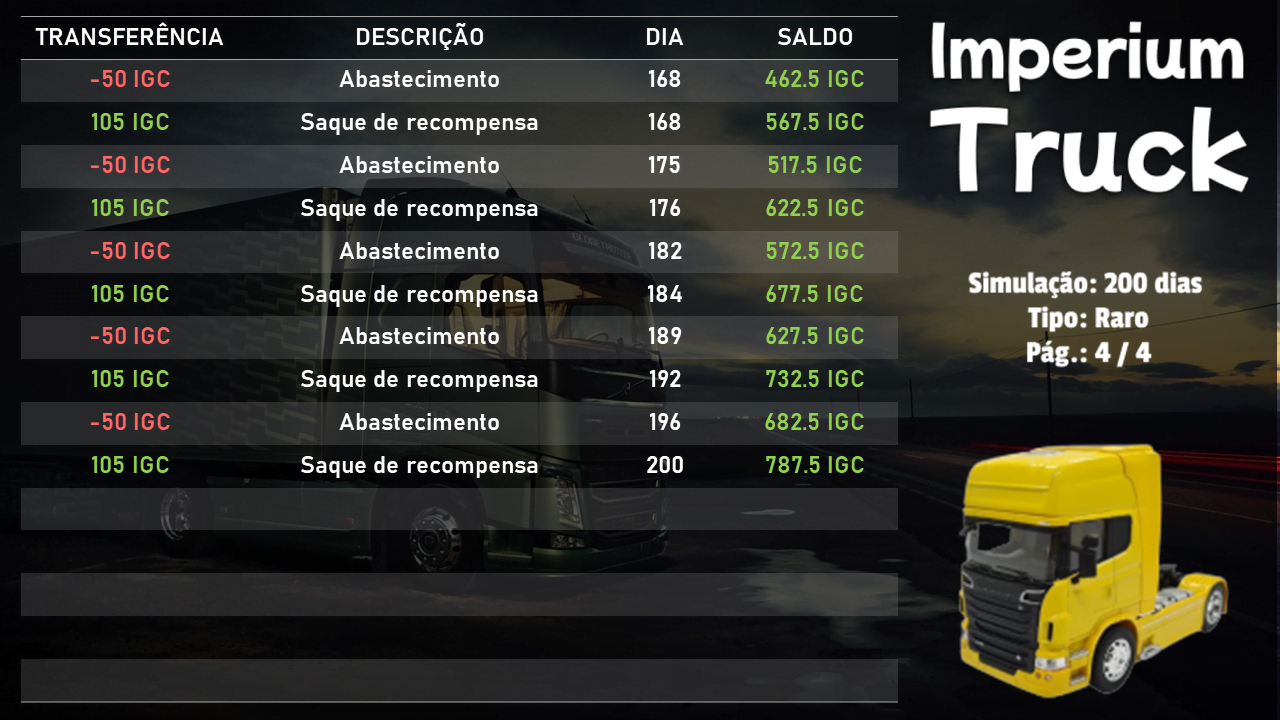 TRANSFERÊNCIA DESCRIÇÃO DIA SALDO
-50 IGC Abastecimento 168 462.5 IGC
105 IGC Saque de recompensa 168 567.5 IGC
-50 IGC Abastecimento 175 517.5 IGC
105 IGC Saque de recompensa 176 622.5 IGC
-50 IGC Abastecimento 182 572.5 IGC
105 IGC Saque de recompensa 184 677.5 IGC
-50 IGC Abastecimento 189 627.5 IGC
105 IGC Saque de recompensa 192 732.5 IGC
-50 IGC Abastecimento 196 682.5 IGC
105 IGC Saque de recompensa 200 787.5 IGC
GLOBETROTTER
Imperium
Truck
Simulação: 200 dias
Tipo: Raro
Pág.: 4 / 4